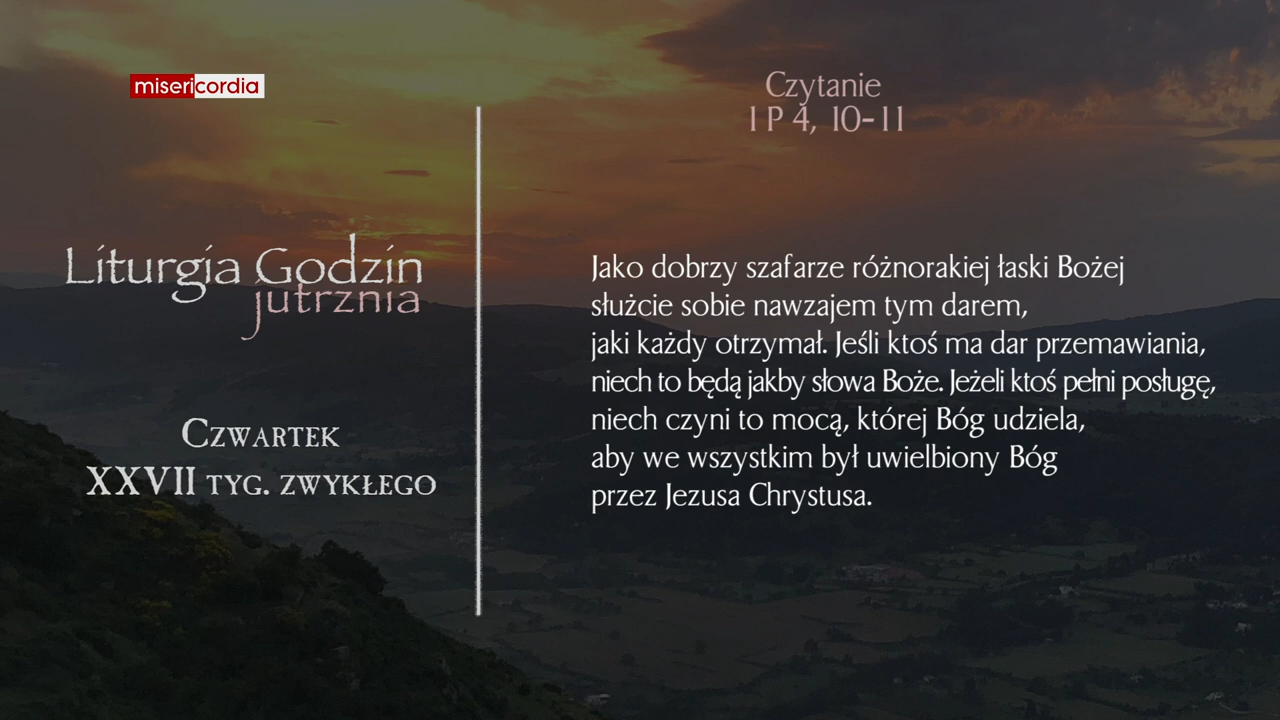 misericordia
Liturgia Godzin
jutrznia
Czwartek
XXVII tyg. zwykłego
Czytanie
1 P 4, 10-11
Jako dobrzy szafarze różnorakiej łaski Bożej
służcie sobie nawzajem tym darem,
jaki każdy otrzymał. Jeśli ktoś ma dar przemawiania,
niech to będą jakby słowa Boże. Jeżeli ktoś pełni posługę,
niech czyni to mocą, której Bóg udziela,
aby we wszystkim był uwielbiony Bóg
przez Jezusa Chrystusa.